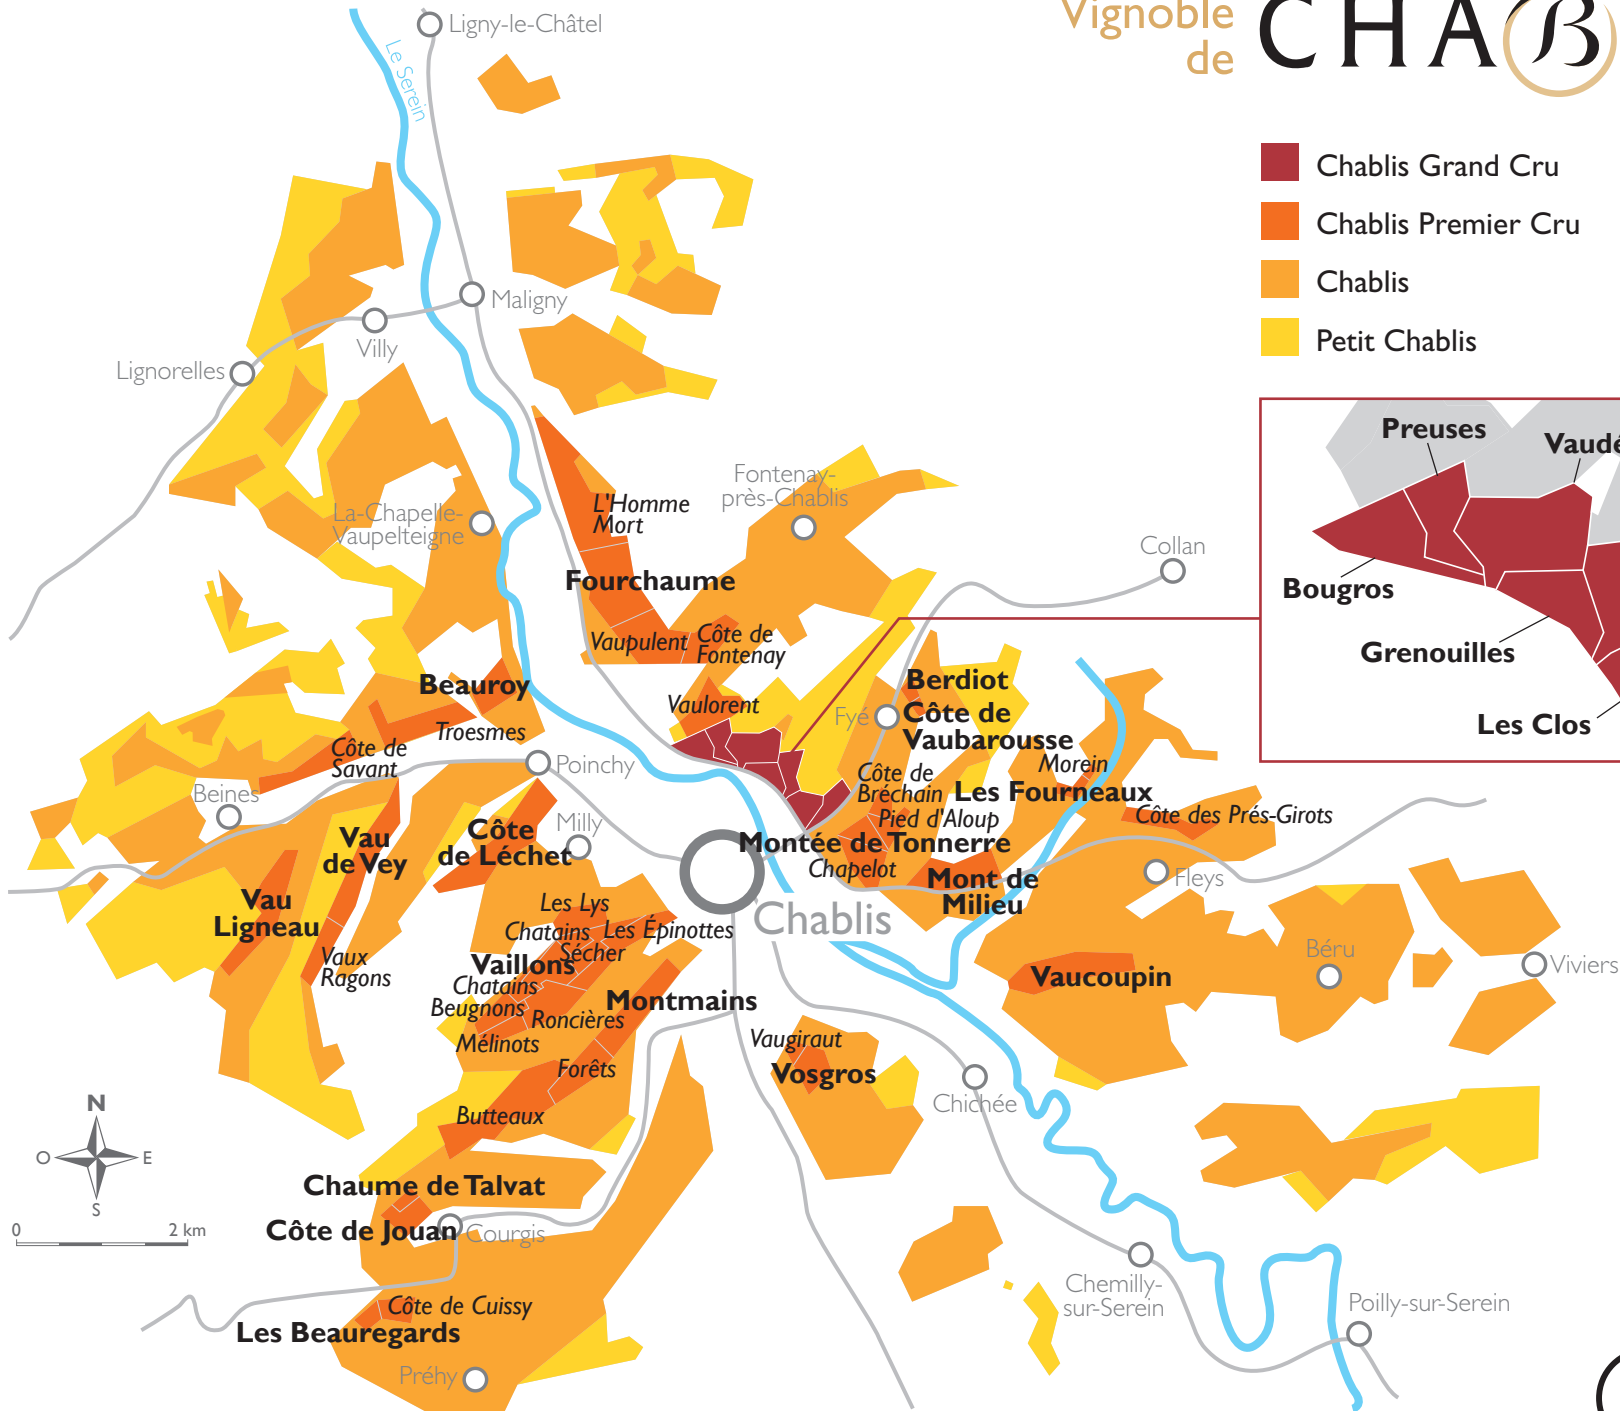 Vignoble
de
CHAB
Chablis Grand Cru
Chablis Premier Cru
Chablis
Petit Chablis
Preuses
Vaudé
Bougros
Grenouilles
Les Clos
Ligny-le-Châtel
Le Serein
Maligny
Villy
Lignorelles
La-Chapelle-
Vaupelteigne
L'Homme
Mort
Fontenay-
près-Chablis
Collan
Fourchaume
Vaupulent
Côte de
Fontenay
Beauroy
Troesmes
Côte de
Savant
Vaulorent
Fyé
Berdiot
Côte de
Vaubarousse
Morein
Côte de
Bréchain
Les Fourneaux
Pied d'Aloup
Côte des Prés-Girots
Poinchy
Beines
Milly
Vau
de Vey
Côte
de Léchet
Montée de Tonnerre
Chapelot
Mont de
Milieu
Fleys
Vau
Ligneau
Vaux
Ragons
Les Lys
Chatains
Les Épinottes
Sécher
Vaillons
Chatains
Beugnons
Roncières
Mélinots
Montmains
Forêts
Butteaux
Chablis
Vaucoupin
Béru
Viviers
Vaugiraut
Vosgros
Chichée
N
O
E
S
0
2 km
Chaume de Talvat
Côte de Jouan
Courgis
Côte de Cuissy
Les Beauregards
Préhy
Chemilly-
sur-Serein
Poilly-sur-Serein